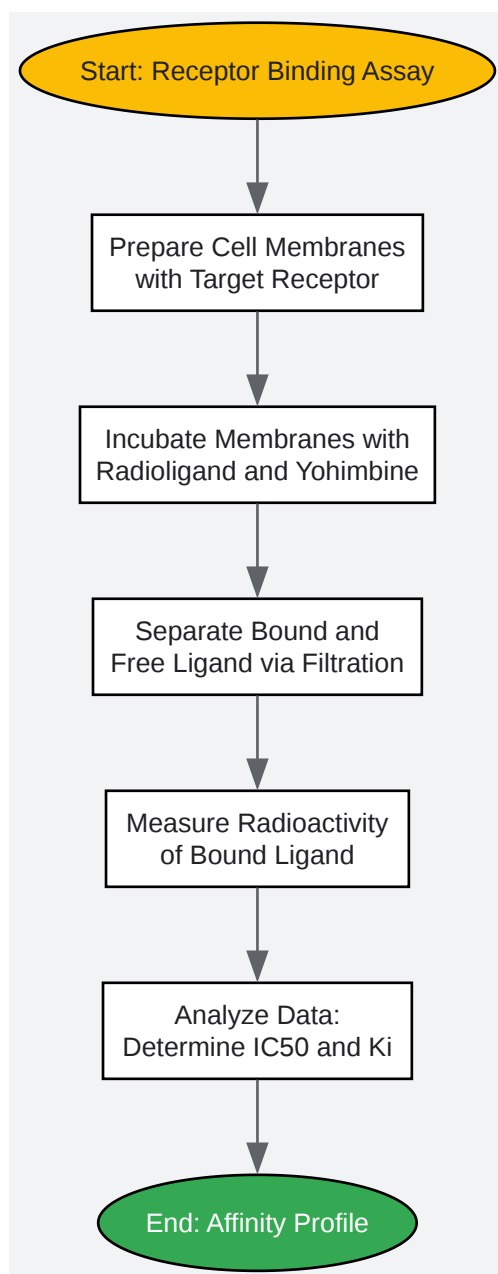 Start: Receptor Binding Assay
Prepare Cell Membranes
with Target Receptor
Incubate Membranes with
Radioligand and Yohimbine
Separate Bound and
Free Ligand via Filtration
Measure Radioactivity
of Bound Ligand
Analyze Data:
Determine IC50 and Ki
End: Affinity Profile